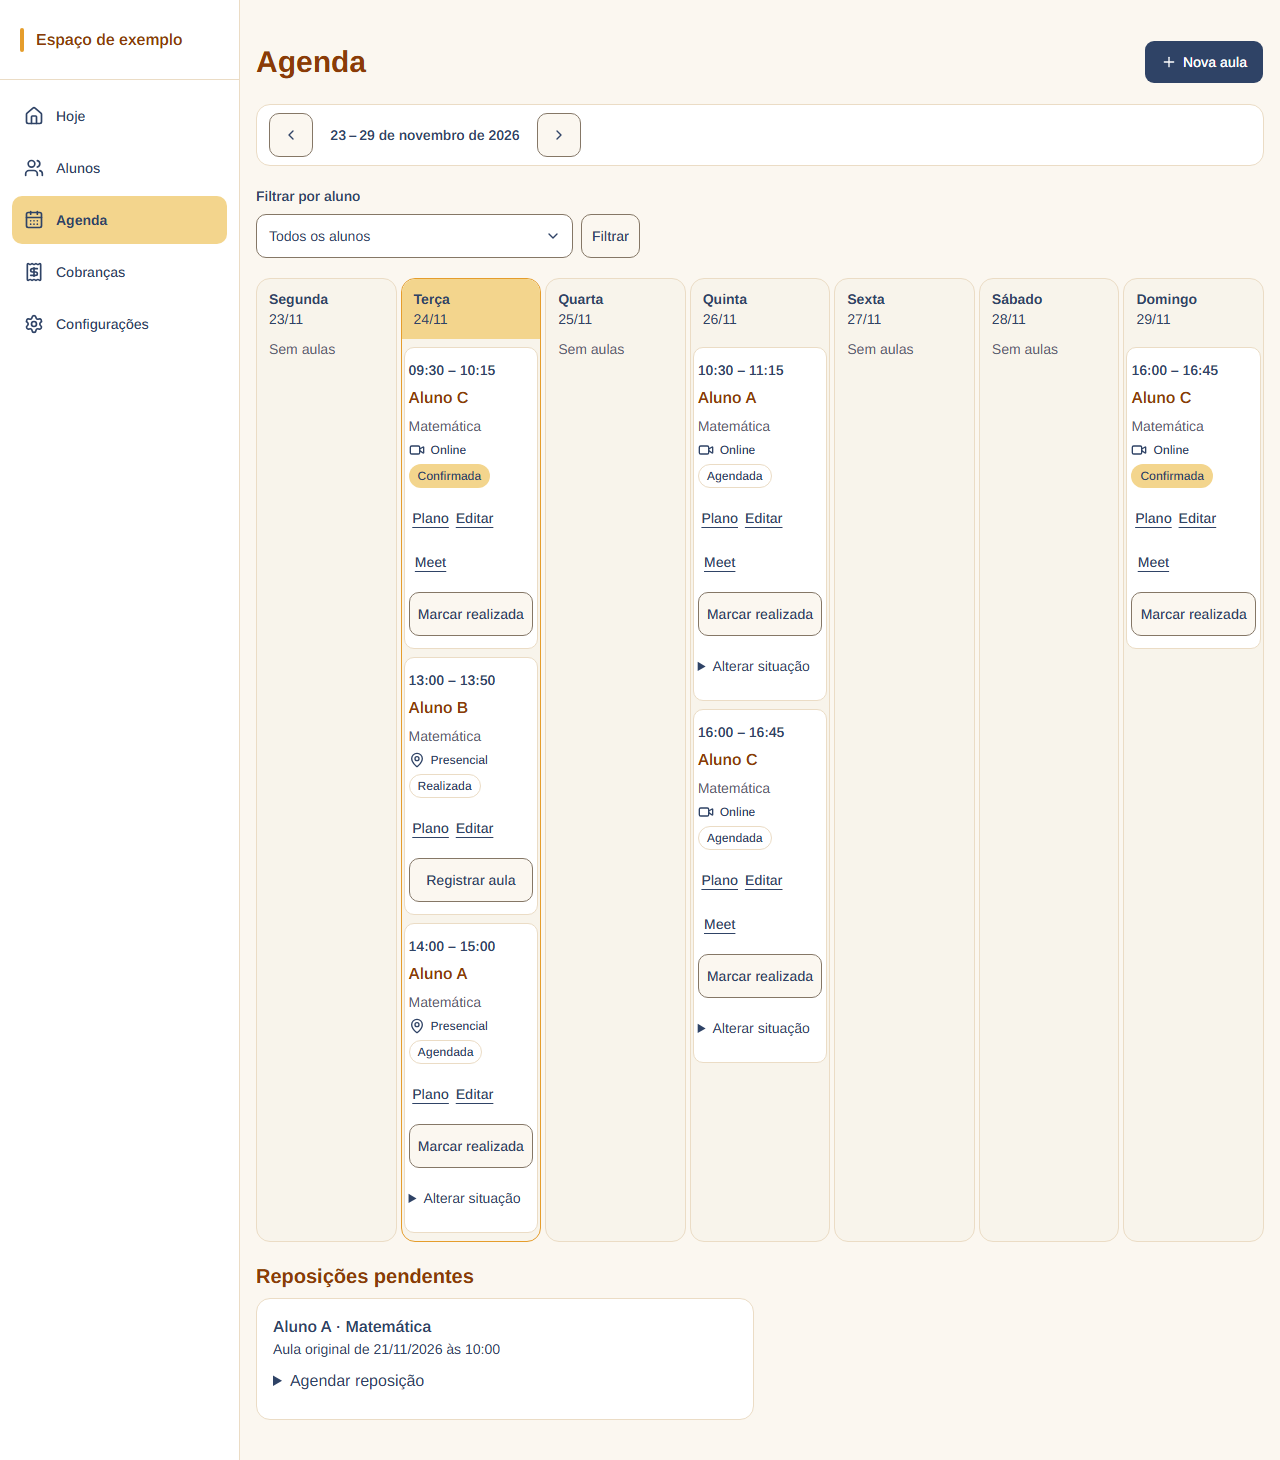 Espaço de exemplo
Hoje
Alunos
Agenda
Cobranças
Configurações
Agenda
Nova aula
23 – 29 de novembro de 2026
Filtrar por aluno
Todos os alunos
Filtrar
Segunda
23/11
Sem aulas
Terça
24/11
09:30 – 10:15
Aluno C
Matemática
Online
Confirmada
Plano Editar
Meet
Marcar realizada
13:00 – 13:50
Aluno B
Matemática
Presencial
Realizada
Plano Editar
Registrar aula
14:00 – 15:00
Aluno A
Matemática
Presencial
Agendada
Plano Editar
Marcar realizada
Alterar situação
Quarta
25/11
Sem aulas
Quinta
26/11
10:30 – 11:15
Aluno A
Matemática
Online
Agendada
Plano Editar
Meet
Marcar realizada
Alterar situação
16:00 – 16:45
Aluno C
Matemática
Online
Agendada
Plano Editar
Meet
Marcar realizada
Alterar situação
Sexta
27/11
Sem aulas
Sábado
28/11
Sem aulas
Domingo
29/11
16:00 – 16:45
Aluno C
Matemática
Online
Confirmada
Plano Editar
Meet
Marcar realizada
Reposições pendentes
Aluno A · Matemática
Aula original de 21/11/2026 às 10:00
Agendar reposição